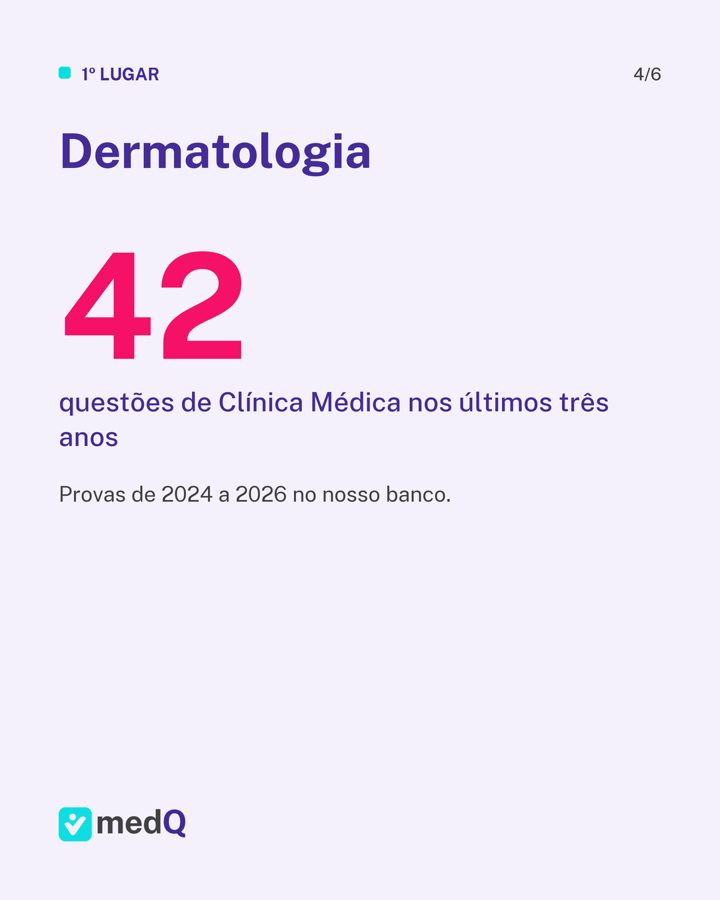 1º LUGAR
4/6
Dermatologia
42
questões de Clínica Médica nos últimos três
anos
Provas de 2024 a 2026 no nosso banco.
medQ